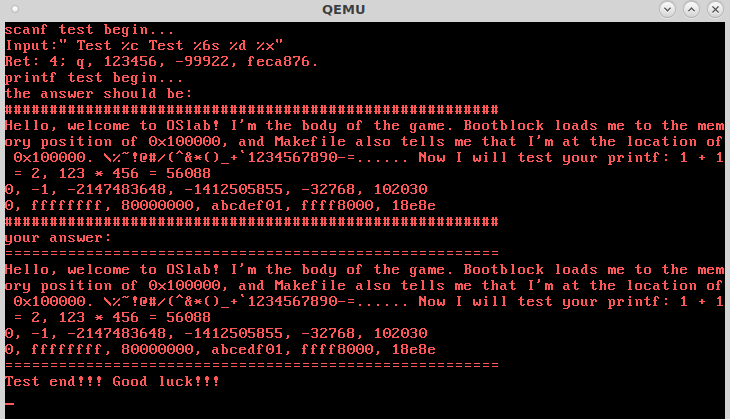 QEMU
scanf test begin...
Input:" Test %c Test %6s %d %x"
Ret: 4; q, 123456, -99922, feca876.
printf test begin...
the answer should be:
#######################################################
Hello, welcome to OSlab! I'm the body of the game. Bootblock loads me to the mem
ory position of 0x100000, and Makefile also tells me that I'm at the location of
 0x100000. \%~!@#/(^&*()_+`1234567890-=...... Now I will test your printf: 1 + 1
 = 2, 123 * 456 = 56088
0, -1, -2147483648, -1412505855, -32768, 102030
0, ffffffff, 80000000, abcdef01, ffff8000, 18e8e
#######################################################
your answer:
=======================================================
Hello, welcome to OSlab! I'm the body of the game. Bootblock loads me to the mem
ory position of 0x100000, and Makefile also tells me that I'm at the location of
 0x100000. \%~!@#/(^&*()_+`1234567890-=...... Now I will test your printf: 1 + 1
 = 2, 123 * 456 = 56088
0, -1, -2147483648, -1412505855, -32768, 102030
0, ffffffff, 80000000, abcedf01, ffff8000, 18e8e
=======================================================
Test end!!! Good luck!!!
_